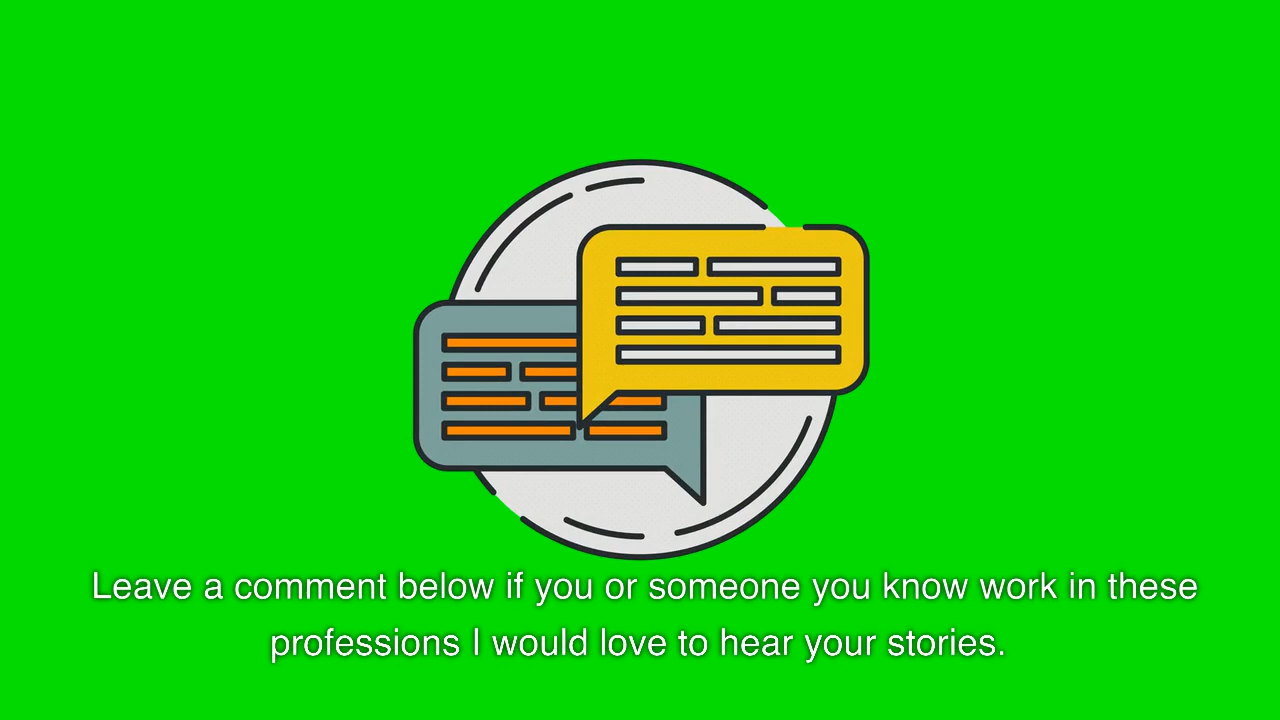 Leave a comment below if you or someone you know work in these
professions I would love to hear your stories.